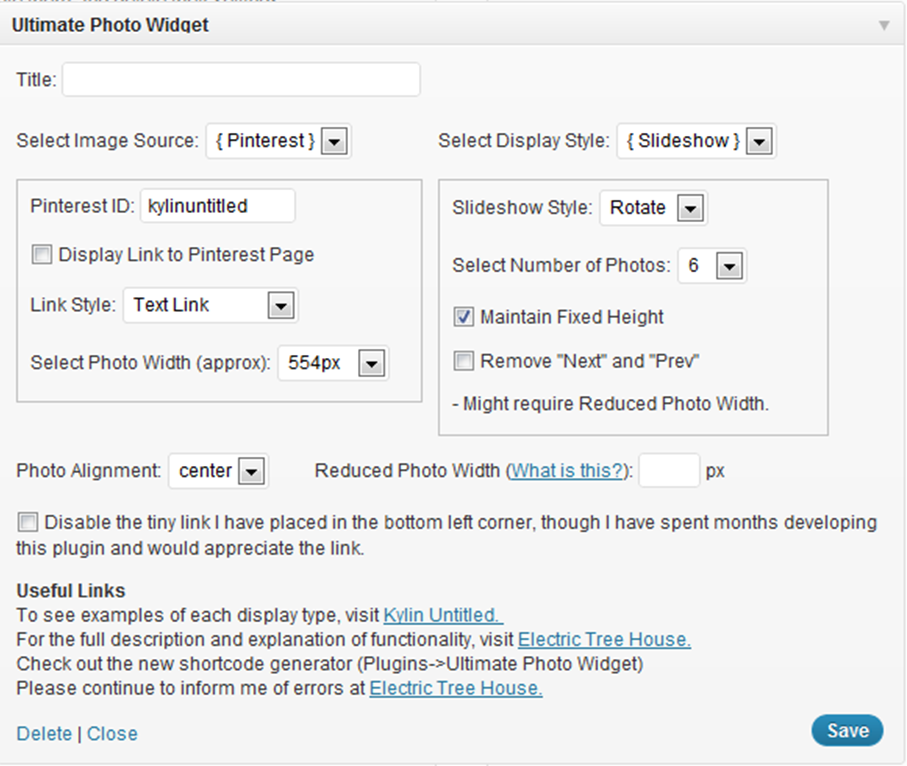 Ultimate Photo Widget
Title:
Select Image Source: { Pinterest }
Select Display Style: { Slideshow }
Pinterest ID: kylinuntitled
Display Link to Pinterest Page
Link Style: Text Link
Select Photo Width (approx): 554px
Slideshow Style: Rotate
Select Number of Photos: 6
Maintain Fixed Height
Remove "Next" and "Prev"
- Might require Reduced Photo Width.
Photo Alignment: center
Reduced Photo Width (What is this?): px
Disable the tiny link I have placed in the bottom left corner, though I have spent months developing
this plugin and would appreciate the link.
Useful Links
To see examples of each display type, visit Kylin Untitled.
For the full description and explanation of functionality, visit Electric Tree House.
Check out the new shortcode generator (Plugins->Ultimate Photo Widget)
Please continue to inform me of errors at Electric Tree House.
Delete | Close
Save